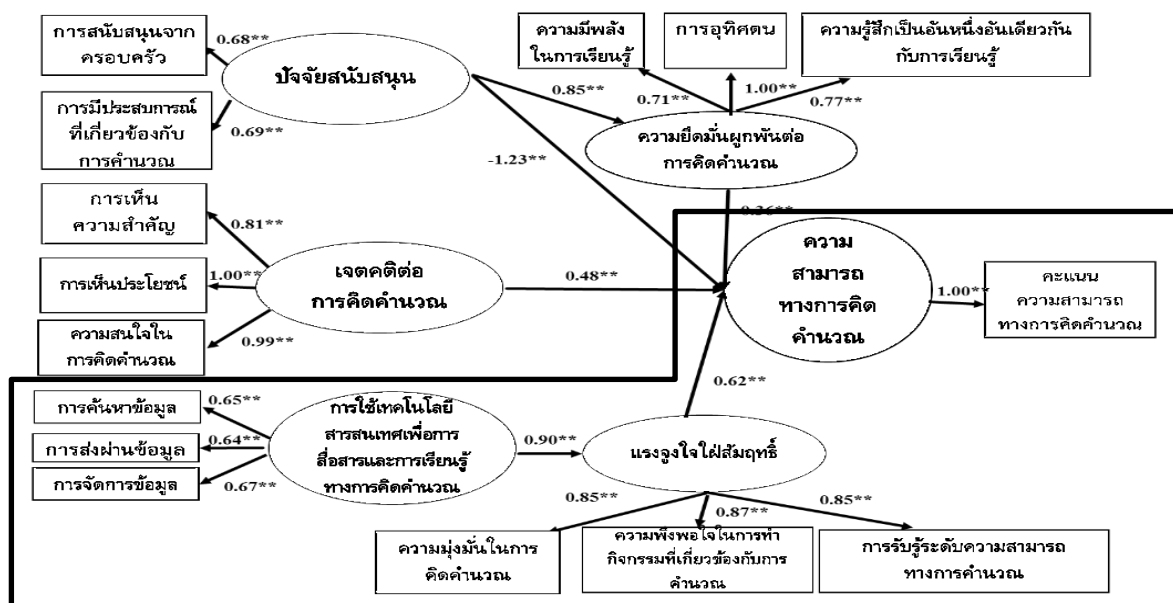 การสนับสนุนจาก
ครอบครัว
0.68**
ปัจจัยสนับสนุน
การมีประสบการณ์
ที่เกี่ยวข้องกับ
การคำนวณ
0.69**
ความมีพลัง
ในการเรียนรู้
การอุทิศตน
ความรู้สึกเป็นอันหนึ่งอันเดียวกัน
กับการเรียนรู้
0.85**
0.71**
1.00**
0.77**
ความยึดมั่นผูกพันต่อ
การคิดคำนวณ
-1.23**
0.36**
การเห็น
ความสำคัญ
0.81**
การเห็นประโยชน์
1.00**
ความสนใจใน
การคิดคำนวณ
0.99**
เจตคติต่อ
การคิดคำนวณ
0.48**
ความ
สามารถ
ทางการคิด
คำนวณ
1.00**
คะแนน
ความสามารถ
ทางการคิดคำนวณ
0.62**
การค้นหาข้อมูล
0.65**
การส่งผ่านข้อมูล
0.64**
การจัดการข้อมูล
0.67**
การใช้เทคโนโลยี
สารสนเทศเพื่อการ
สื่อสารและการเรียนรู้
ทางการคิดคำนวณ
0.90**
แรงจูงใจใฝ่สัมฤทธิ์
0.85**
0.87**
0.85**
ความมุ่งมั่นในการ
คิดคำนวณ
ความพึงพอใจในการทำ
กิจกรรมที่เกี่ยวข้องกับการ
คำนวณ
การรับรู้ระดับความสามารถ
ทางการคำนวณ